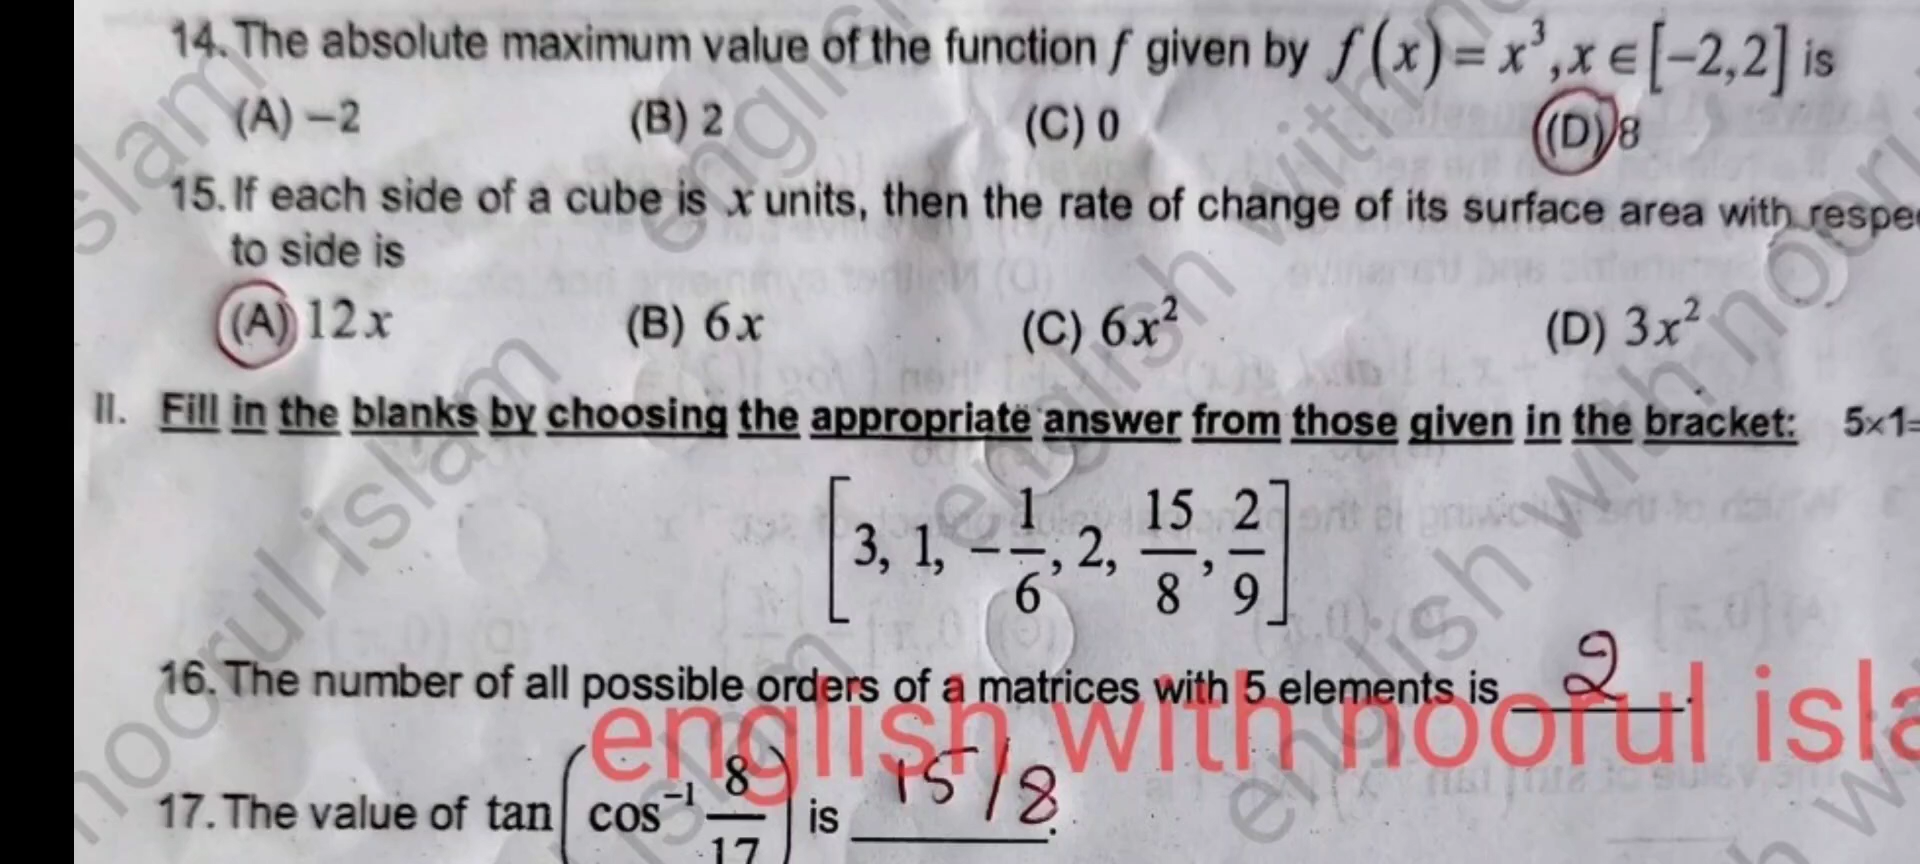 14. The absolute maximum value of the function f given by f(x) = x³, x ∈ [−2,2] is
(A) −2 (B) 2 (C) 0 (D) 8
15. If each side of a cube is x units, then the rate of change of its surface area with
to side is
(A) 12x (B) 6x (C) 6x² (D) 3x²
II. Fill in the blanks by choosing the appropriate answer from those given in the bracket: 5×1=
[3, 1, −1/6, 2, 15/8, 2/9]
16. The number of all possible orders of a matrices with 5 elements is 2.
english with noorul isla
17. The value of tan(cos⁻¹ 8/17) is 15/8.